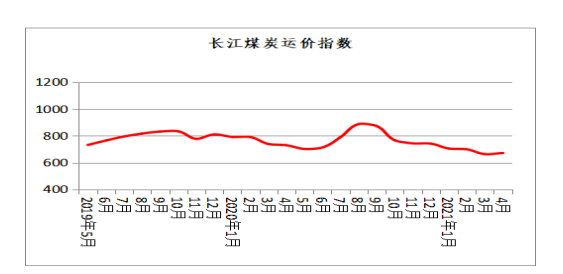 长江煤炭运价指数
1200
1000
800
600
400
2019年5月
6月
7月
8月
9月
10月
11月
12月
2020年1月
2月
3月
4月
5月
6月
7月
8月
9月
10月
11月
12月
2021年1月
2月
3月
4月